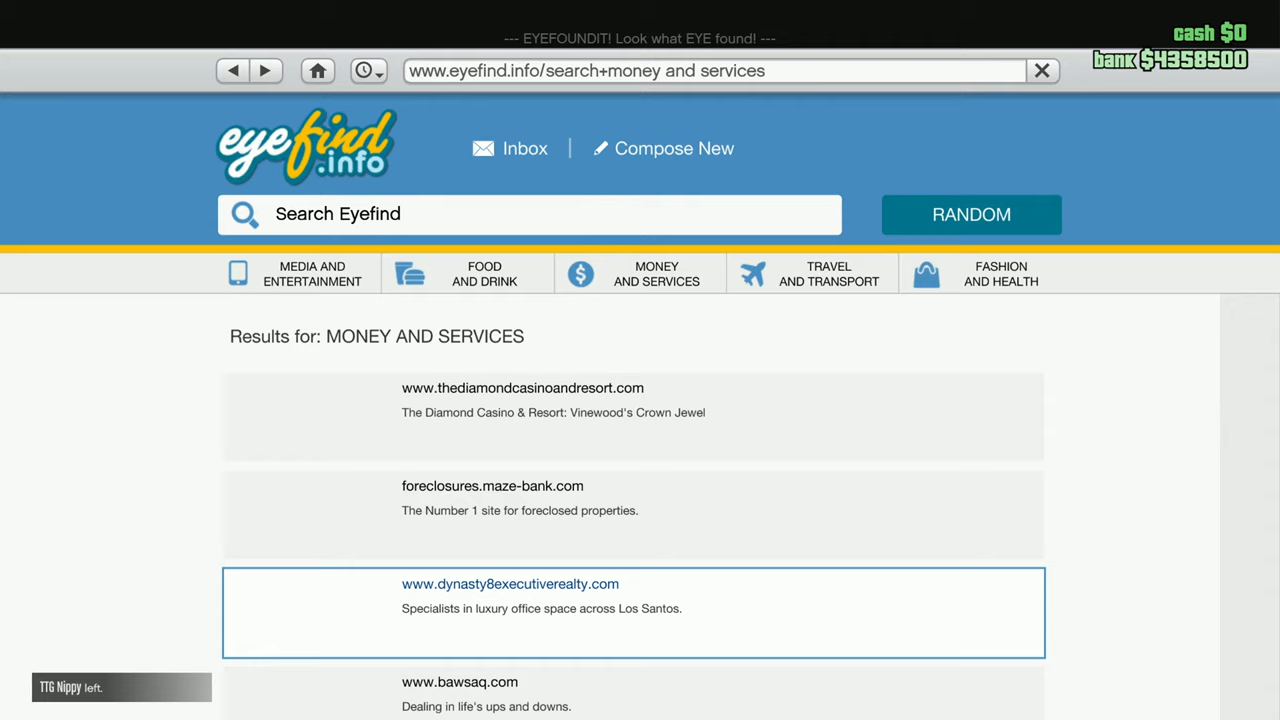 --- EYEFOUNDIT! Look what EYE found! ---
cash $0
bank $4358500
www.eyefind.info/search+money and services
eyefind
.info
Inbox
Compose New
Search Eyefind
RANDOM
MEDIA AND
ENTERTAINMENT
FOOD
AND DRINK
MONEY
AND SERVICES
TRAVEL
AND TRANSPORT
FASHION
AND HEALTH
Results for: MONEY AND SERVICES
www.thediamondcasinoandresort.com
The Diamond Casino & Resort: Vinewood's Crown Jewel
foreclosures.maze-bank.com
The Number 1 site for foreclosed properties.
www.dynasty8executiverealty.com
Specialists in luxury office space across Los Santos.
TTG Nippy left.
www.bawsaq.com
Dealing in life's ups and downs.